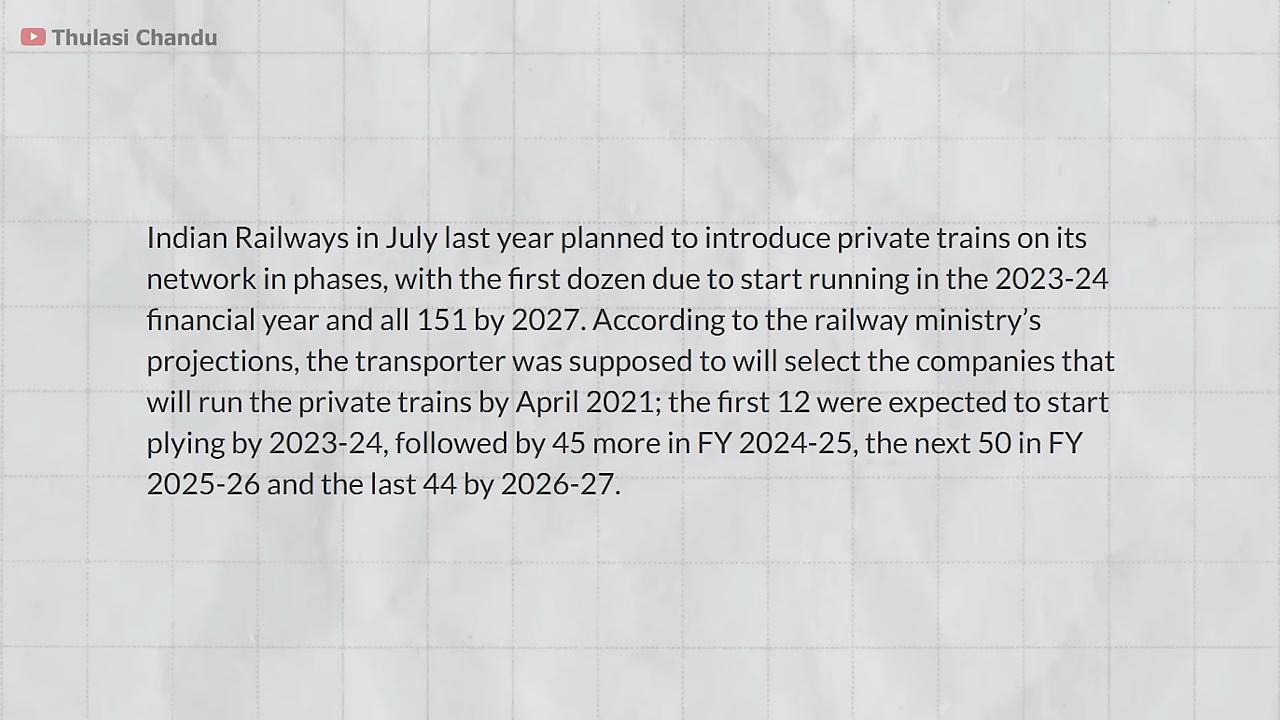 Thulasi Chandu
Indian Railways in July last year planned to introduce private trains on its
network in phases, with the first dozen due to start running in the 2023-24
financial year and all 151 by 2027. According to the railway ministry’s
projections, the transporter was supposed to will select the companies that
will run the private trains by April 2021; the first 12 were expected to start
plying by 2023-24, followed by 45 more in FY 2024-25, the next 50 in FY
2025-26 and the last 44 by 2026-27.